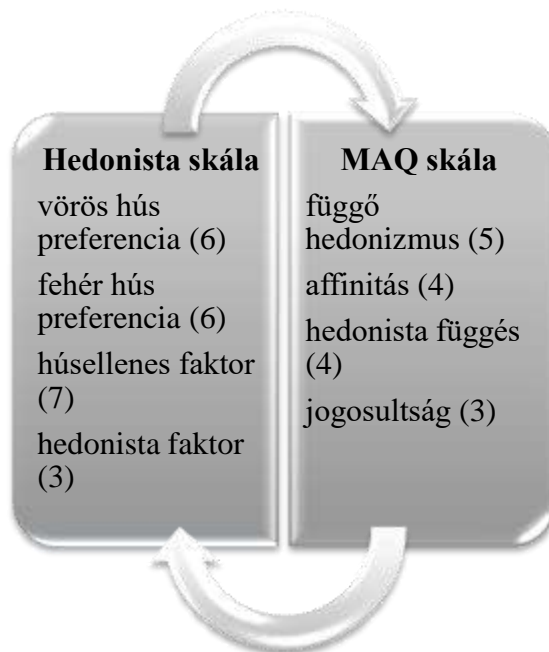 Hedonista skála
vörös hús
preferencia (6)
fehér hús
preferencia (6)
húsellenes faktor
(7)
hedonista faktor
(3)
MAQ skála
függő
hedonizmus (5)
affinitás (4)
hedonista függés
(4)
jogosultság (3)